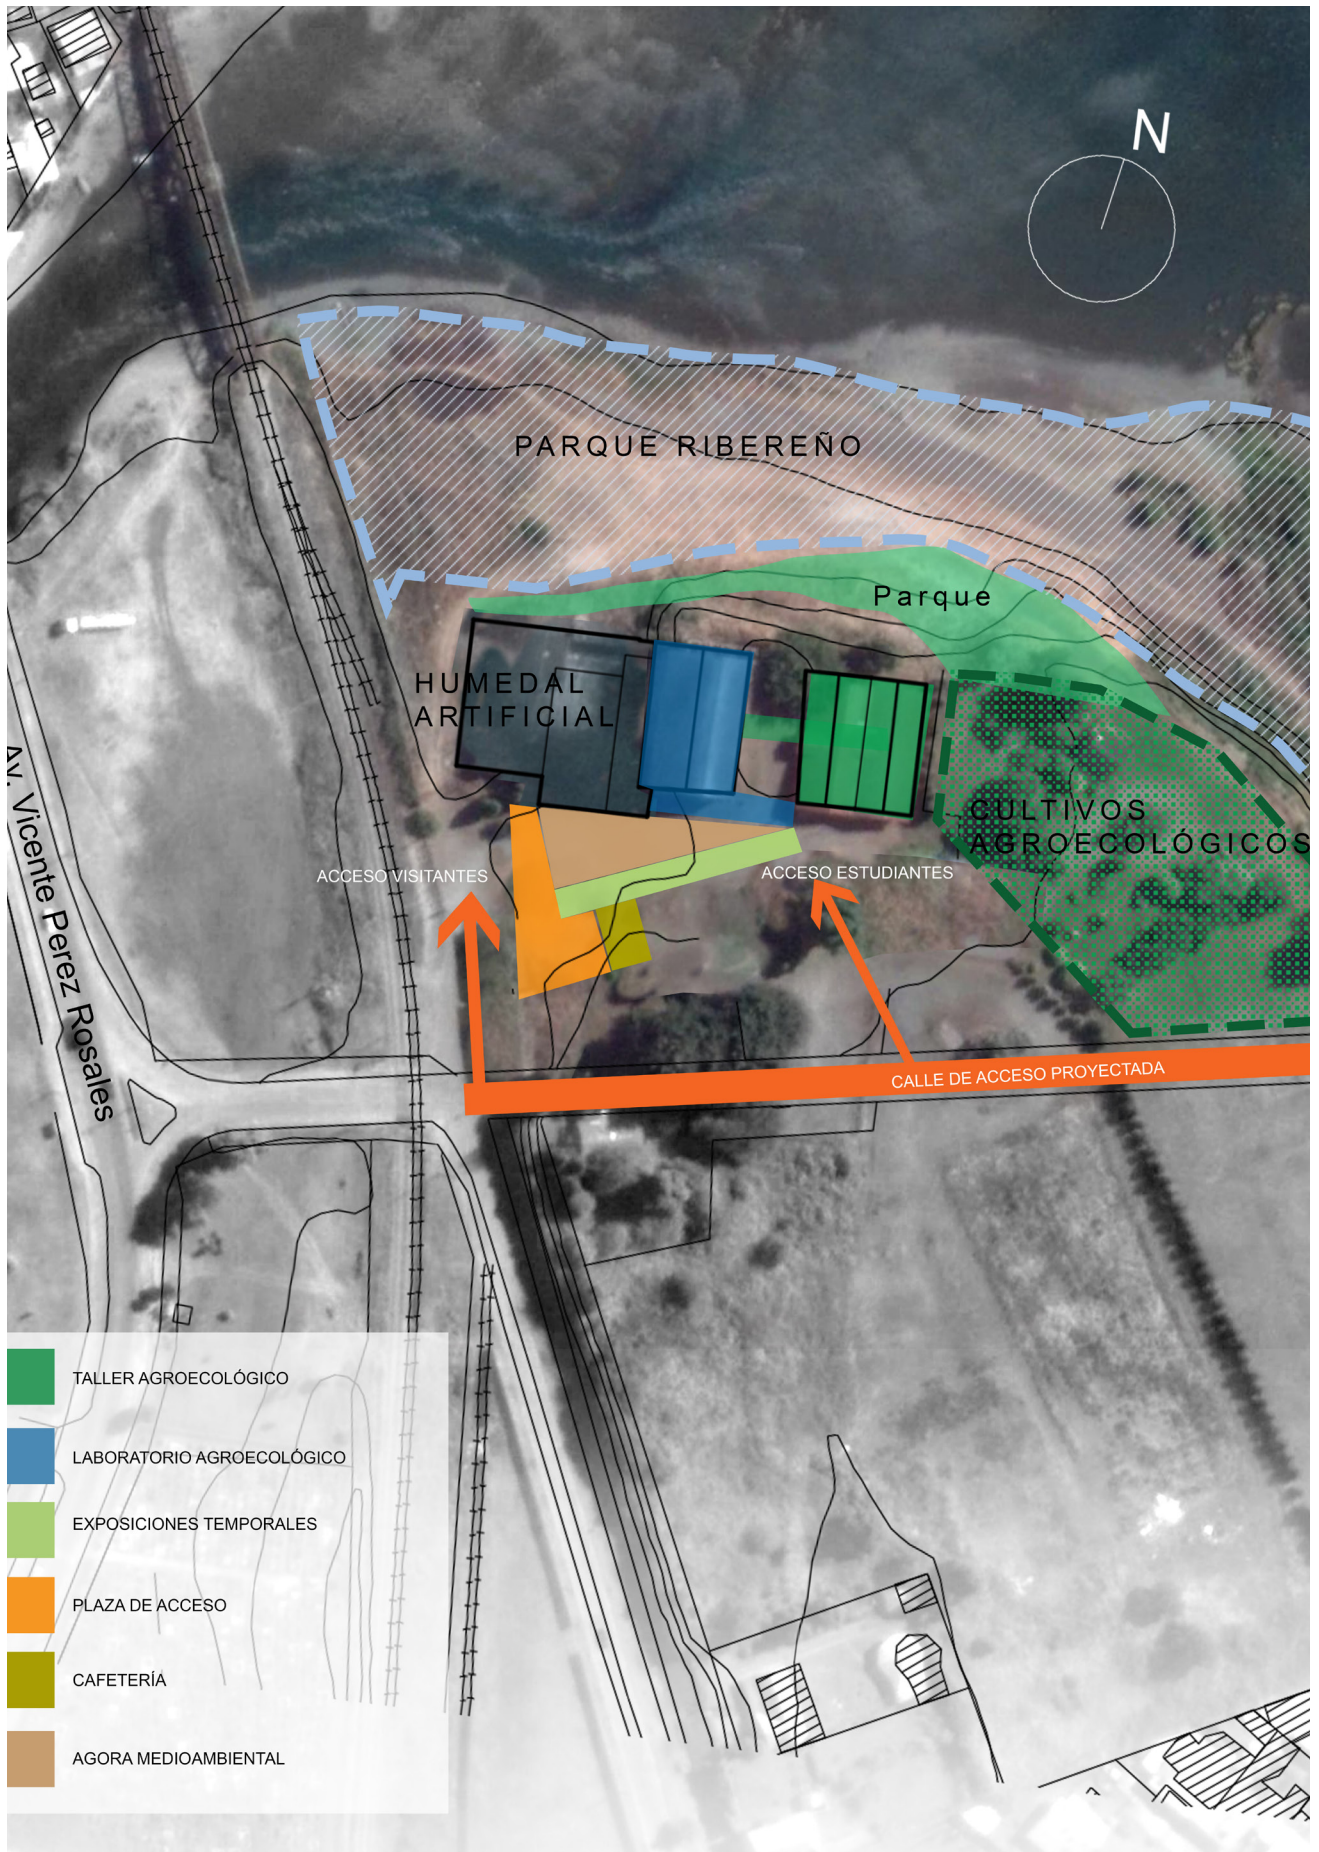 N
PARQUE RIBEREÑO
Parque
HUMEDAL
ARTIFICIAL
CULTIVOS
AGROECOLÓGICOS
ACCESO VISITANTES
ACCESO ESTUDIANTES
Av. Vicente Perez Rosales
CALLE DE ACCESO PROYECTADA
TALLER AGROECOLÓGICO
LABORATORIO AGROECOLÓGICO
EXPOSICIONES TEMPORALES
PLAZA DE ACCESO
CAFETERÍA
AGORA MEDIOAMBIENTAL